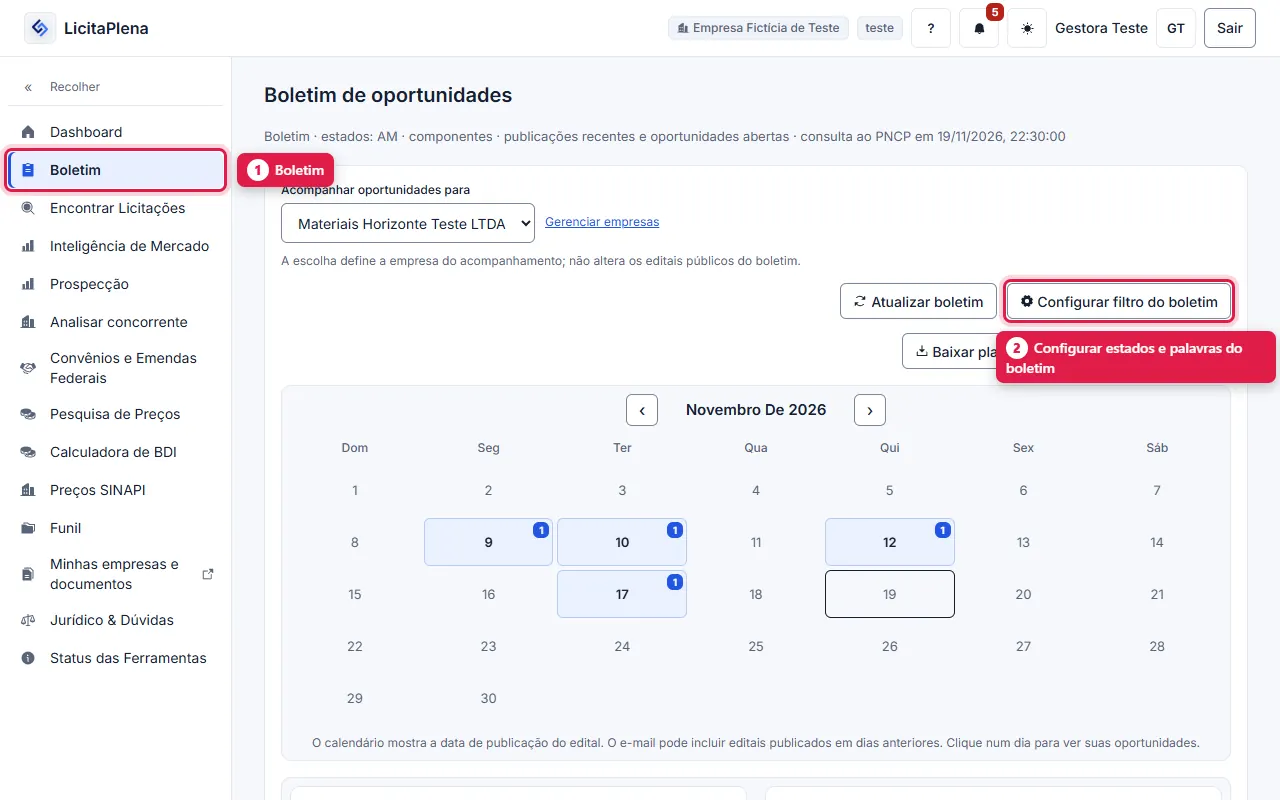 LicitaPlena
Empresa Fictícia de Teste
teste
?
5
Gestora Teste
GT
Sair
« Recolher
Dashboard
Boletim
Encontrar Licitações
Inteligência de Mercado
Prospecção
Analisar concorrente
Convênios e Emendas
Federais
Pesquisa de Preços
Calculadora de BDI
Preços SINAPI
Funil
Minhas empresas e
documentos
Jurídico & Dúvidas
Status das Ferramentas
Boletim de oportunidades
Boletim · estados: AM · componentes · publicações recentes e oportunidades abertas · consulta ao PNCP em 19/11/2026, 22:30:00
1 Boletim
Acompanhar oportunidades para
Materiais Horizonte Teste LTDA
Gerenciar empresas
A escolha define a empresa do acompanhamento; não altera os editais públicos do boletim.
Atualizar boletim
Configurar filtro do boletim
Baixar
2 Configurar estados e palavras do
boletim
‹ Novembro De 2026 ›
Dom Seg Ter Qua Qui Sex Sáb
1 2 3 4 5 6 7
8 9 1 10 1 11 12 1 13 14
15 16 17 1 18 19 20 21
22 23 24 25 26 27 28
29 30
O calendário mostra a data de publicação do edital. O e-mail pode incluir editais publicados em dias anteriores. Clique num dia para ver suas oportunidades.